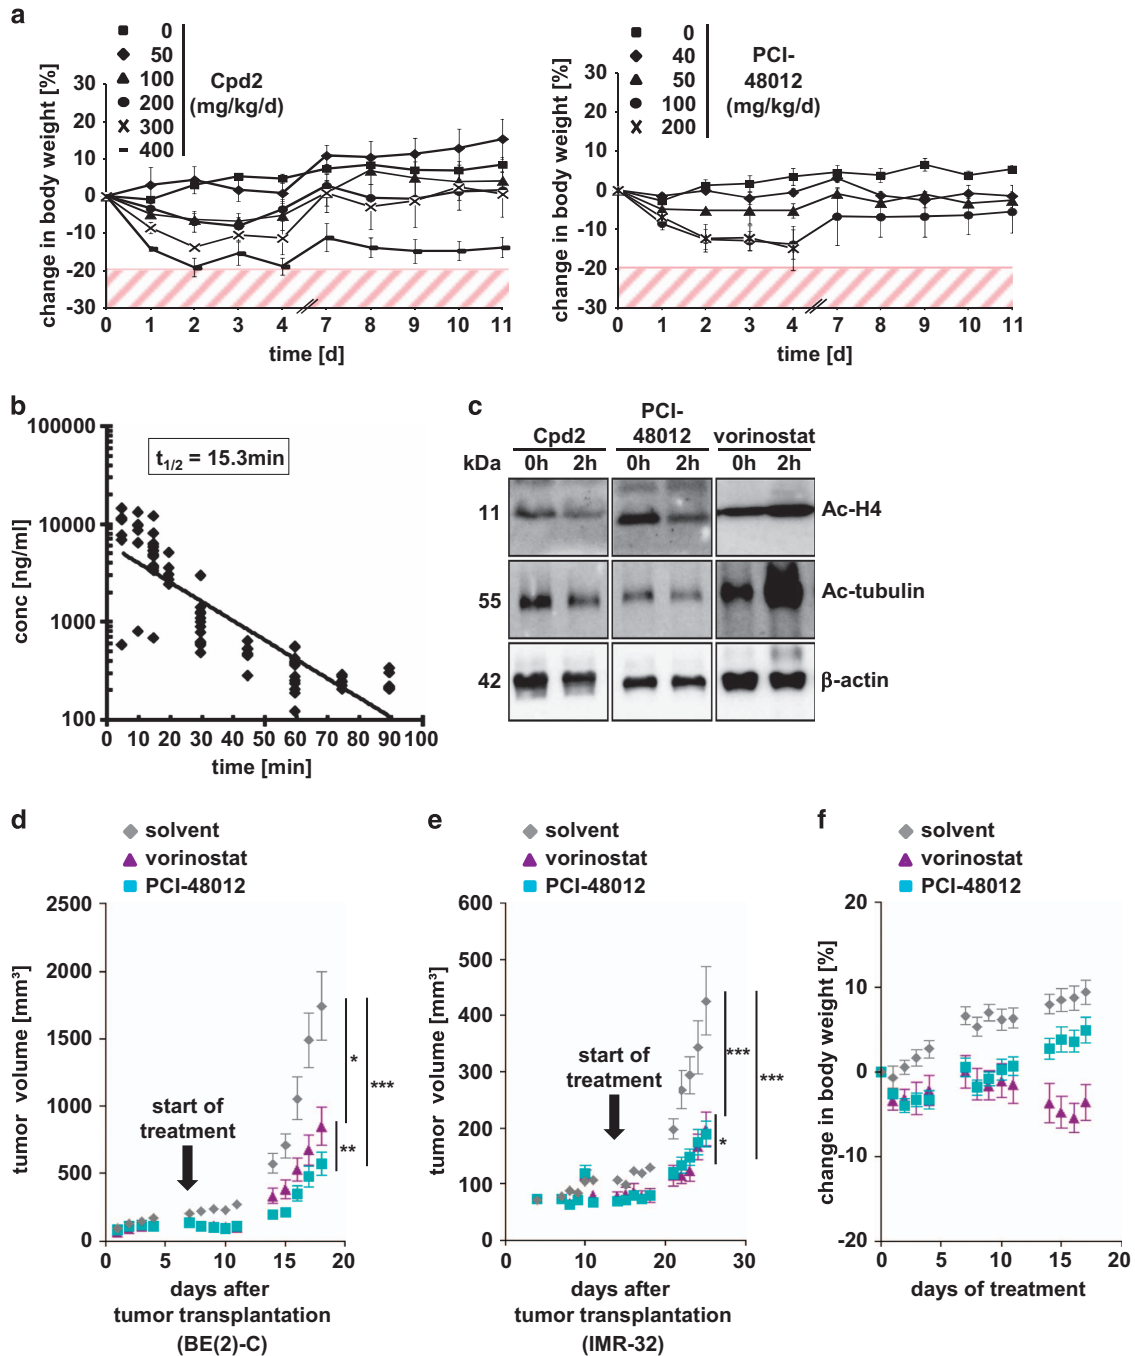 a
0
50
100
200
300
400
Cpd2
(mg/kg/d)
change in body weight [%]
30
20
10
0
-10
-20
-30
0 1 2 3 4 7 8 9 10 11
time [d]
0
40
50
100
200
PCI-
48012
(mg/kg/d)
change in body weight [%]
30
20
10
0
-10
-20
-30
0 1 2 3 4 7 8 9 10 11
time [d]
b
conc [ng/ml]
100000
10000
1000
100
t1/2 = 15.3min
0 10 20 30 40 50 60 70 80 90 100
time [min]
c
Cpd2
PCI-
48012
vorinostat
kDa 0h 2h 0h 2h 0h 2h
11 Ac-H4
55 Ac-tubulin
42 β-actin
d
solvent
vorinostat
PCI-48012
tumor volume [mm³]
2500
2000
1500
1000
500
0
start of
treatment
*
***
**
0 5 10 15 20
days after
tumor transplantation
(BE(2)-C)
e
solvent
vorinostat
PCI-48012
tumor volume [mm³]
600
500
400
300
200
100
0
start of
treatment
***
***
*
0 10 20 30
days after
tumor transplantation
(IMR-32)
f
solvent
vorinostat
PCI-48012
change in body weight [%]
20
10
0
-10
-20
0 5 10 15 20
days of treatment